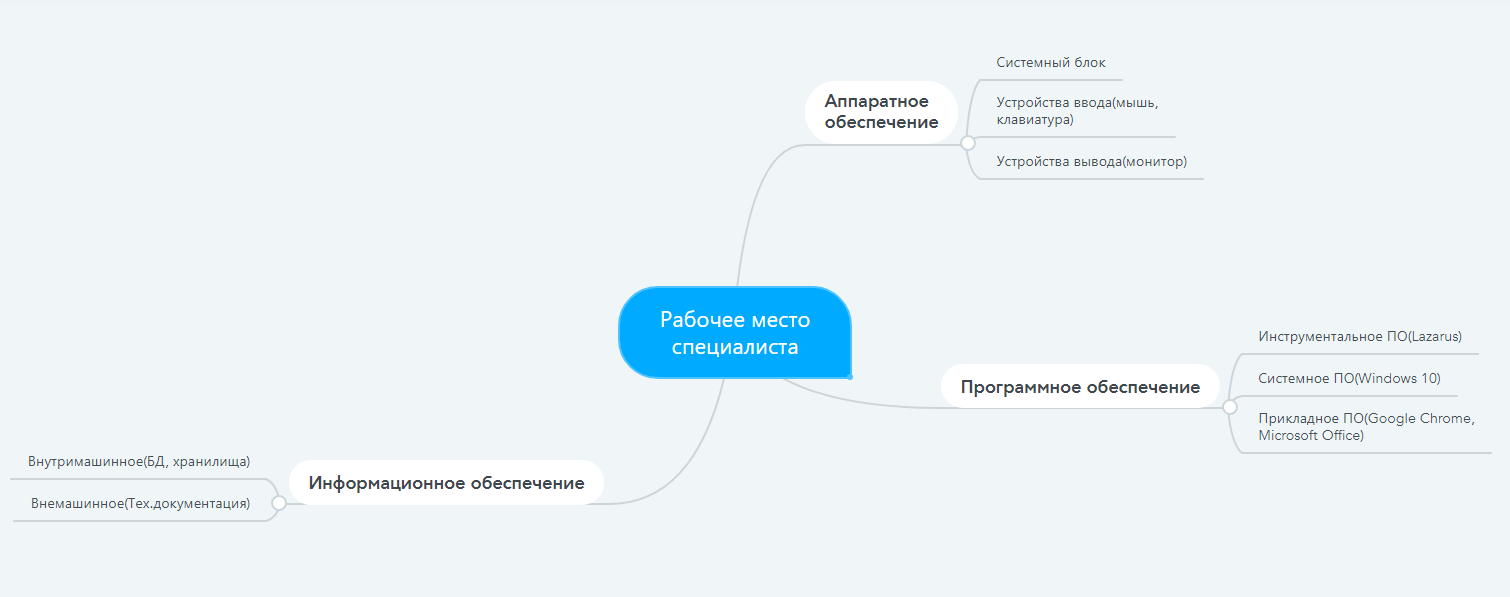 Системный блок
Аппаратное
обеспечение
Устройства ввода(мышь,
клавиатура)
Устройства вывода(монитор)
Рабочее место
специалиста
Инструментальное ПО(Lazarus)
Программное обеспечение
Системное ПО(Windows 10)
Прикладное ПО(Google Chrome,
Microsoft Office)
Внутримашинное(БД, хранилища)
Информационное обеспечение
Внемашинное(Тех.документация)